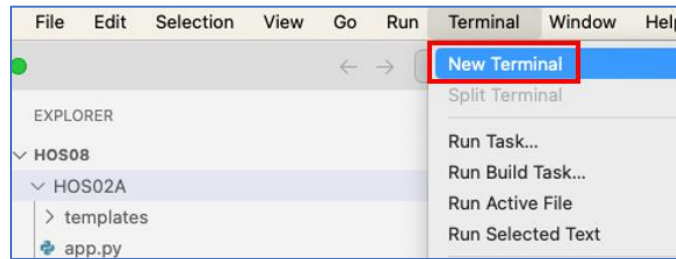 File Edit Selection View Go Run Terminal Window Help
New Terminal
Split Terminal
EXPLORER
HOS08
Run Task...
HOS02A
Run Build Task...
templates
Run Active File
app.py
Run Selected Text